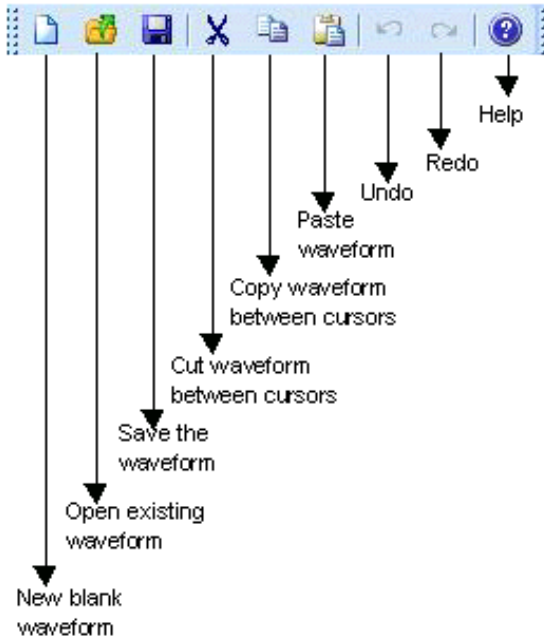 Help
Redo
Undo
Paste
waveform
Copy waveform
between cursors
Cut waveform
between cursors
Save the
waveform
Open existing
waveform
New blank
waveform